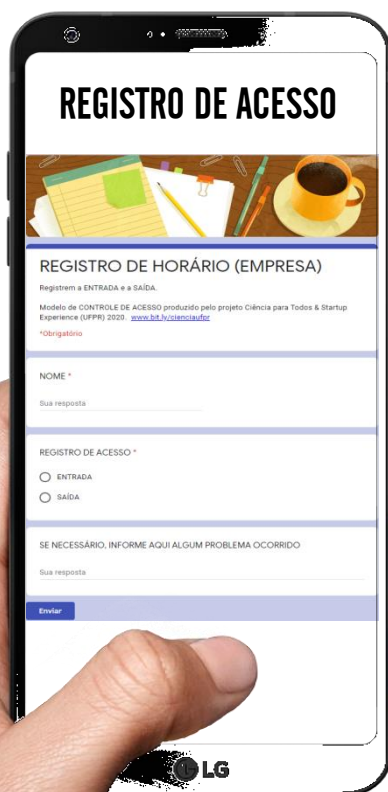 REGISTRO DE ACESSO
REGISTRO DE HORÁRIO (EMPRESA)
Registrem a ENTRADA e a SAÍDA.
Modelo de CONTROLE DE ACESSO produzido pelo projeto Ciência para Todos & Startup
Experience (UFPR) 2020. www.bit.ly/cienciaufpr
*Obrigatório
NOME *
Sua resposta
REGISTRO DE ACESSO *
ENTRADA
SAÍDA
SE NECESSÁRIO, INFORME AQUI ALGUM PROBLEMA OCORRIDO
Sua resposta
Enviar
LG